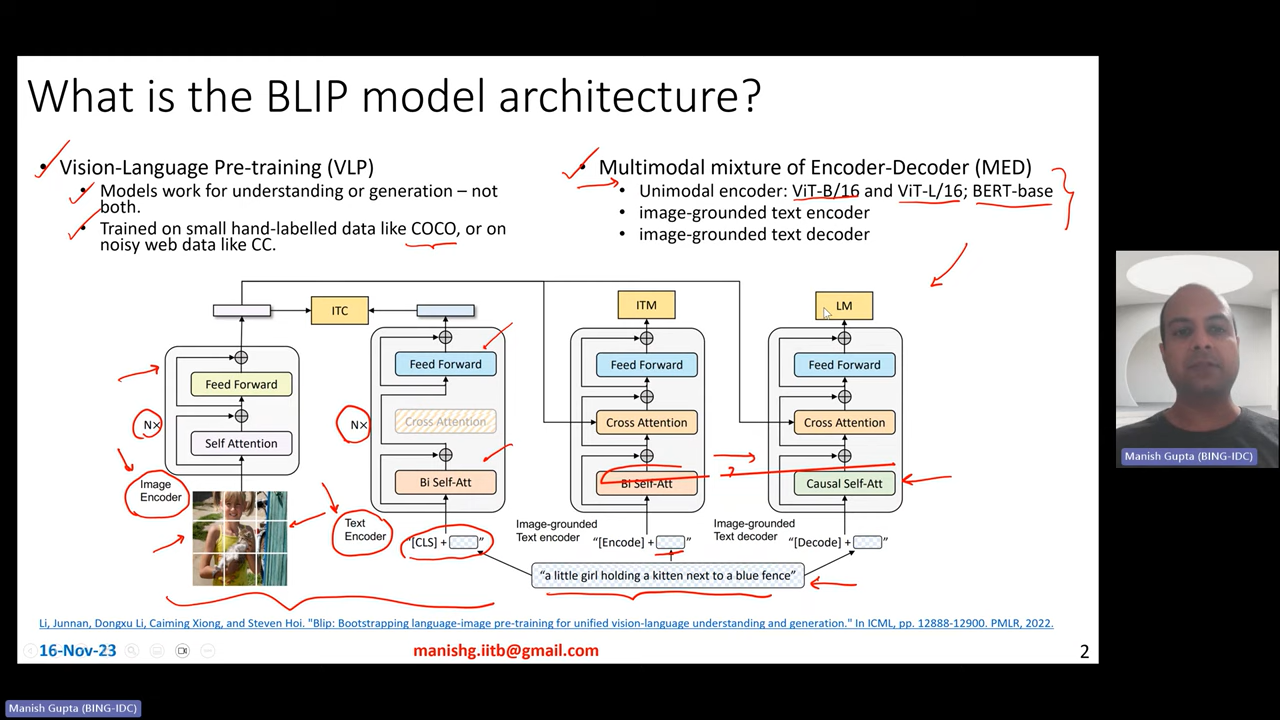 What is the BLIP model architecture?
• Vision-Language Pre-training (VLP)
• Models work for understanding or generation – not
both.
• Trained on small hand-labelled data like COCO, or on
noisy web data like CC.
• Multimodal mixture of Encoder-Decoder (MED)
• Unimodal encoder: ViT-B/16 and ViT-L/16; BERT-base
• image-grounded text encoder
• image-grounded text decoder
ITC
ITM
LM
Feed Forward
Self Attention
N×
Image
Encoder
Feed Forward
Cross Attention
Bi Self-Att
N×
Text
Encoder
"[CLS] + "
Feed Forward
Cross Attention
Bi Self-Att
Image-grounded
Text encoder
"[Encode] + "
Feed Forward
Cross Attention
Causal Self-Att
Image-grounded
Text decoder
"[Decode] + "
"a little girl holding a kitten next to a blue fence"
Li, Junnan, Dongxu Li, Caiming Xiong, and Steven Hoi. "Blip: Bootstrapping language-image pre-training for unified vision-language understanding and generation." In ICML, pp. 12888-12900. PMLR, 2022.
16-Nov-23
manishg.iitb@gmail.com
2
Manish Gupta (BING-IDC)
Manish Gupta (BING-IDC)